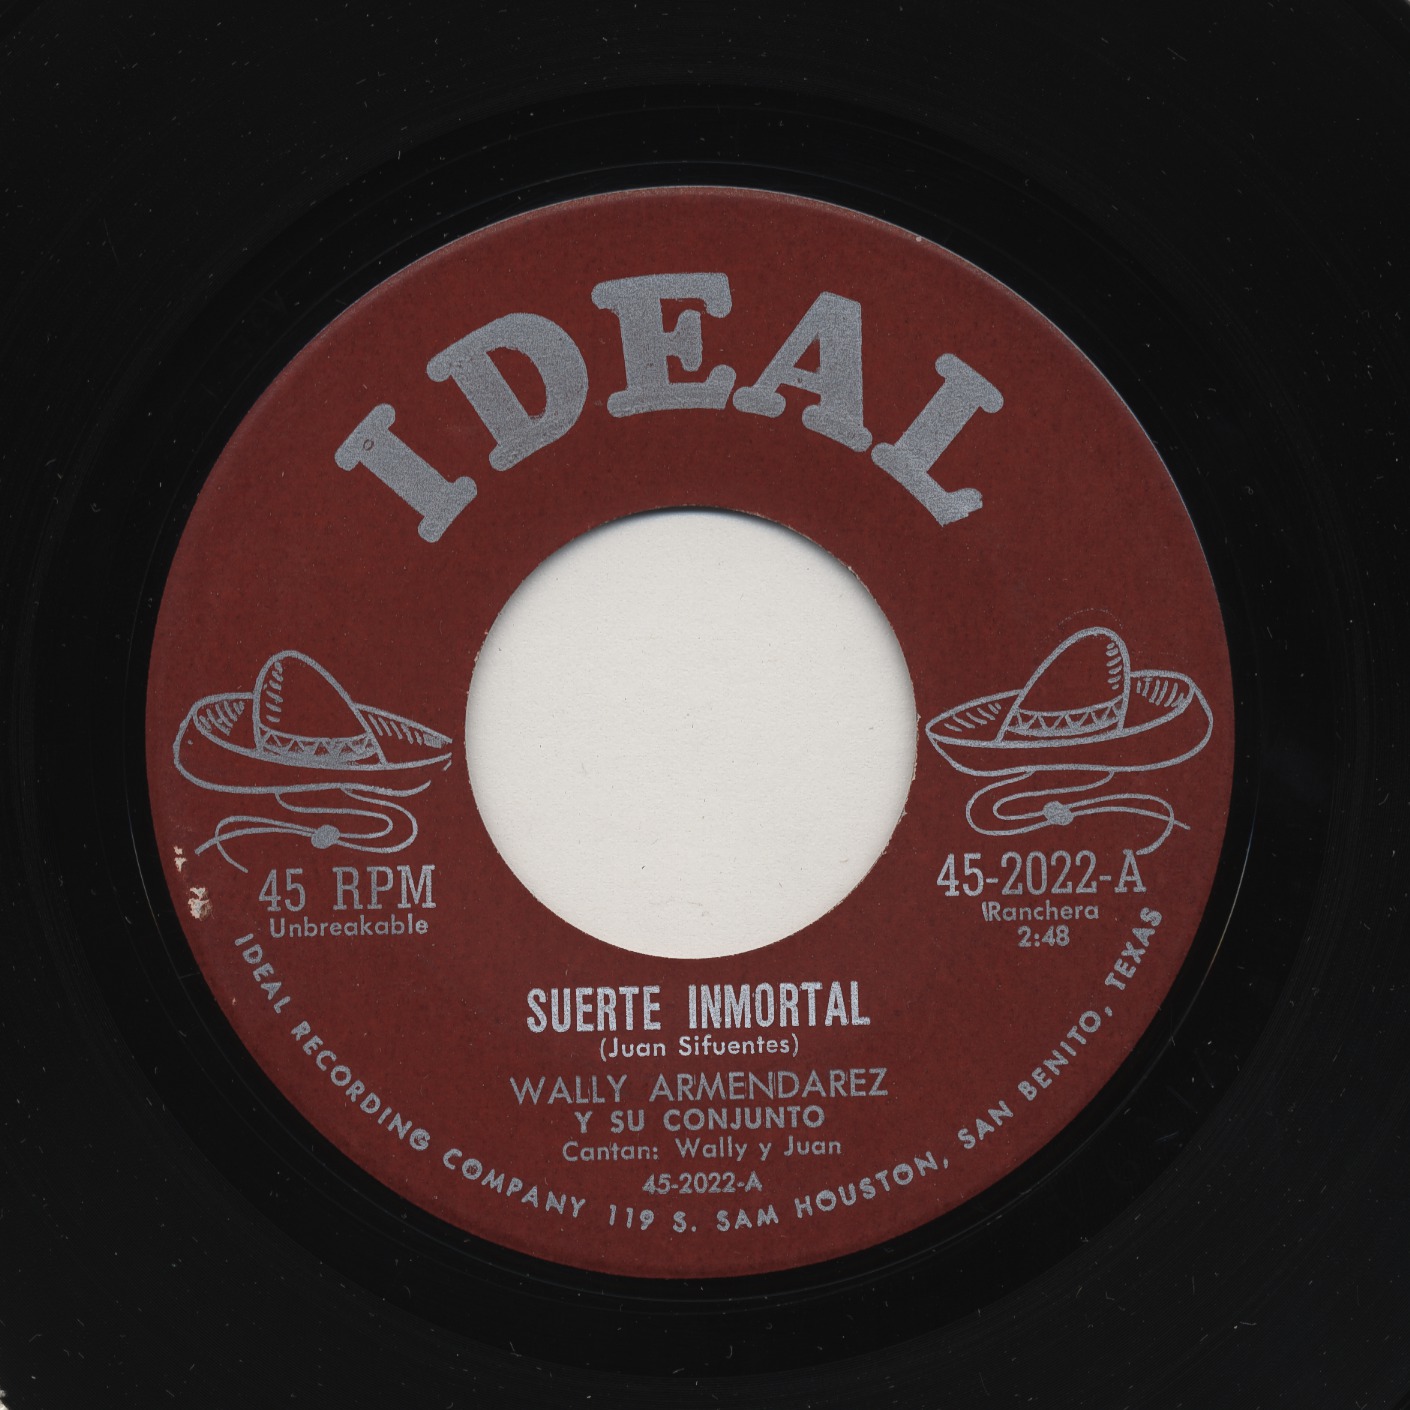 IDEAL
45 RPM
Unbreakable
45-2022-A
Ranchera
2:48
SUERTE INMORTAL
(Juan Sifuentes)
WALLY ARMENDAREZ
Y SU CONJUNTO
Cantan: Wally y Juan
45-2022-A
IDEAL RECORDING COMPANY 119 S. SAM HOUSTON, SAN BENITO, TEXAS